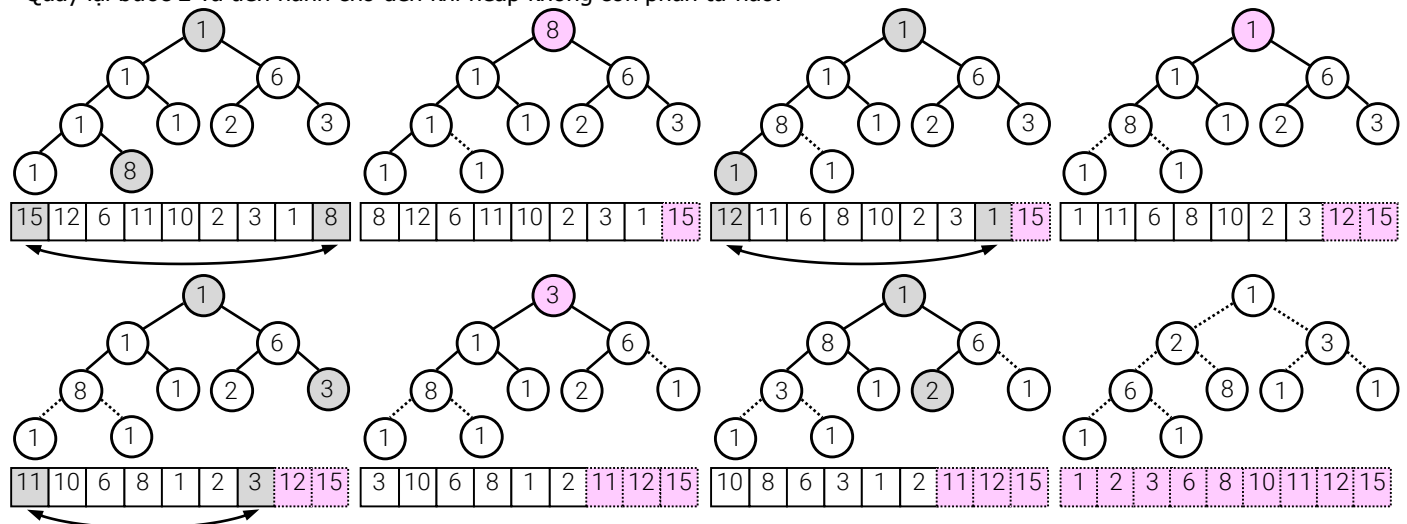 Quay lại bước 2 và tiến hành cho đến khi heap không còn phần tử nào.
1 8 1 1
1 6 1 6 1 6 1 6
1 1 2 3 1 1 2 3 8 1 2 3 8 1 2 3
1 8 1 1 1 1 1 1
15 12 6 11 10 2 3 1 8 8 12 6 11 10 2 3 1 15 12 11 6 8 10 2 3 1 15 1 11 6 8 10 2 3 12 15
1 3 1 1
1 6 1 6 8 6 2 3
8 1 2 3 8 1 2 1 3 1 2 1 6 8 1 1
1 1 1 1 1 1 1 1
11 10 6 8 1 2 3 12 15 3 10 6 8 1 2 11 12 15 10 8 6 3 1 2 11 12 15 1 2 3 6 8 10 11 12 15